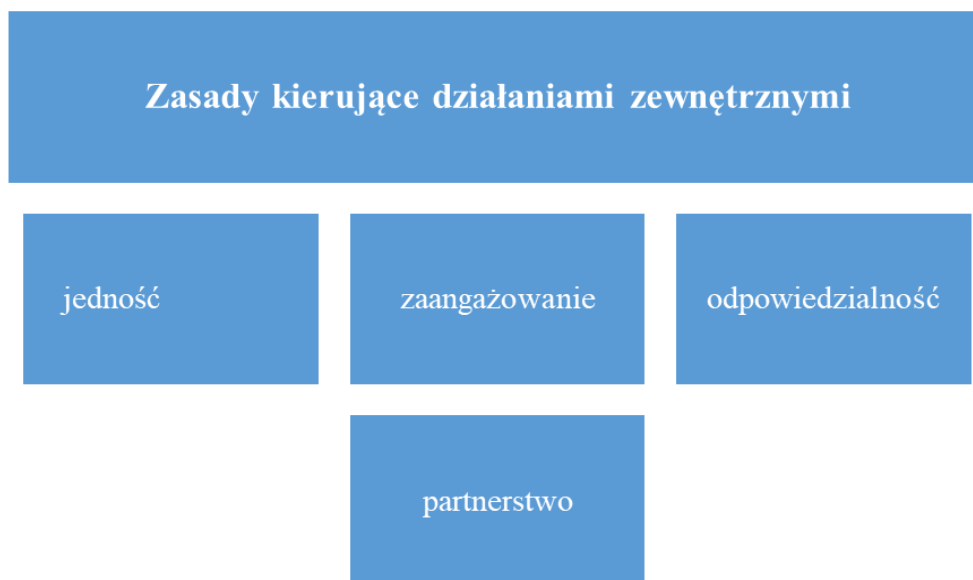 Zasady kierujące działaniami zewnętrznymi
jedność
zaangażowanie
odpowiedzialność
partnerstwo